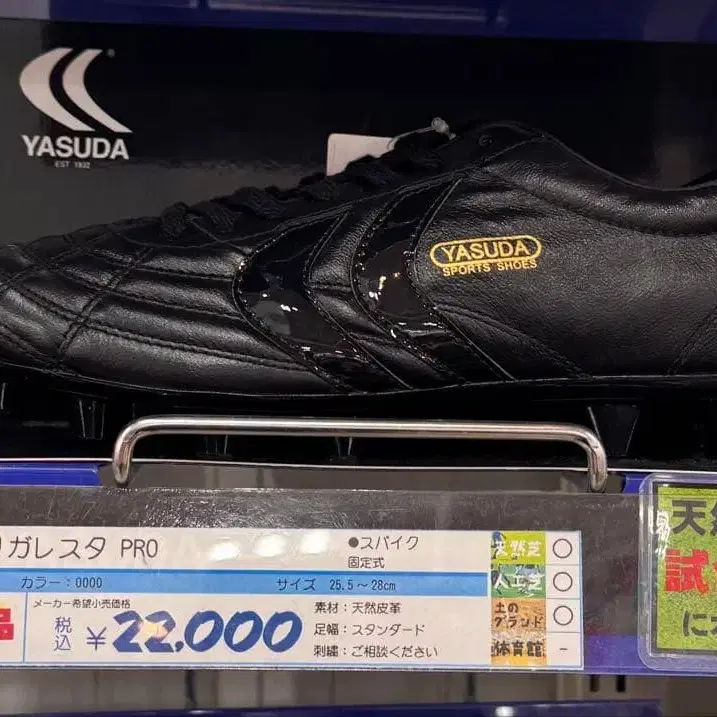 YASUDA
EST 1932
YASUDA
SPORTS SHOES
リガレスタ PRO
●スパイク
固定式
カラー：0000
サイズ 25.5～28cm
メーカー希望小売価格
品
税込 ¥22,000
素材：天然皮革
足幅：スタンダード
刺繍：ご相談ください
天然芝 ○
人工芝 ○
土のグランド ○
体育館 -
天然
試
に